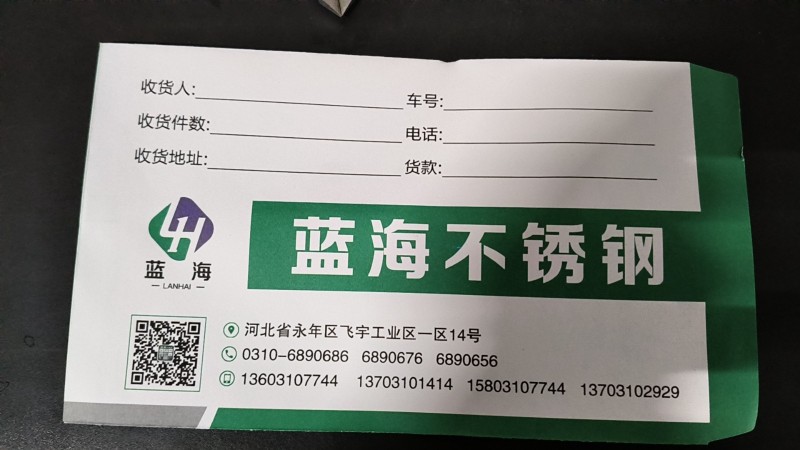 收货人: 车号:
收货件数: 电话:
收货地址: 货款:
LH
蓝海
LANHAI
蓝海不锈钢
河北省永年区飞宇工业区一区14号
0310-6890686 6890676 6890656
13603107744 13703101414 15803107744 13703102929